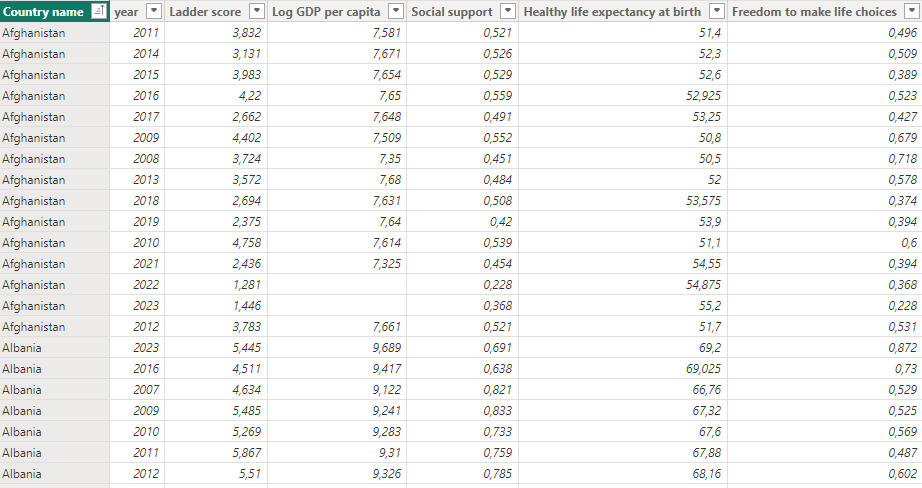 Country name year Ladder score Log GDP per capita Social support Healthy life expectancy at birth Freedom to make life choices
Afghanistan 2011 3,832 7,581 0,521 51,4 0,496
Afghanistan 2014 3,131 7,671 0,526 52,3 0,509
Afghanistan 2015 3,983 7,654 0,529 52,6 0,389
Afghanistan 2016 4,22 7,65 0,559 52,925 0,523
Afghanistan 2017 2,662 7,648 0,491 53,25 0,427
Afghanistan 2009 4,402 7,509 0,552 50,8 0,679
Afghanistan 2008 3,724 7,35 0,451 50,5 0,718
Afghanistan 2013 3,572 7,68 0,484 52 0,578
Afghanistan 2018 2,694 7,631 0,508 53,575 0,374
Afghanistan 2019 2,375 7,64 0,42 53,9 0,394
Afghanistan 2010 4,758 7,614 0,539 51,1 0,6
Afghanistan 2021 2,436 7,325 0,454 54,55 0,394
Afghanistan 2022 1,281 0,228 54,875 0,368
Afghanistan 2023 1,446 0,368 55,2 0,228
Afghanistan 2012 3,783 7,661 0,521 51,7 0,531
Albania 2023 5,445 9,689 0,691 69,2 0,872
Albania 2016 4,511 9,417 0,638 69,025 0,73
Albania 2007 4,634 9,122 0,821 66,76 0,529
Albania 2009 5,485 9,241 0,833 67,32 0,525
Albania 2010 5,269 9,283 0,733 67,6 0,569
Albania 2011 5,867 9,31 0,759 67,88 0,487
Albania 2012 5,51 9,326 0,785 68,16 0,602